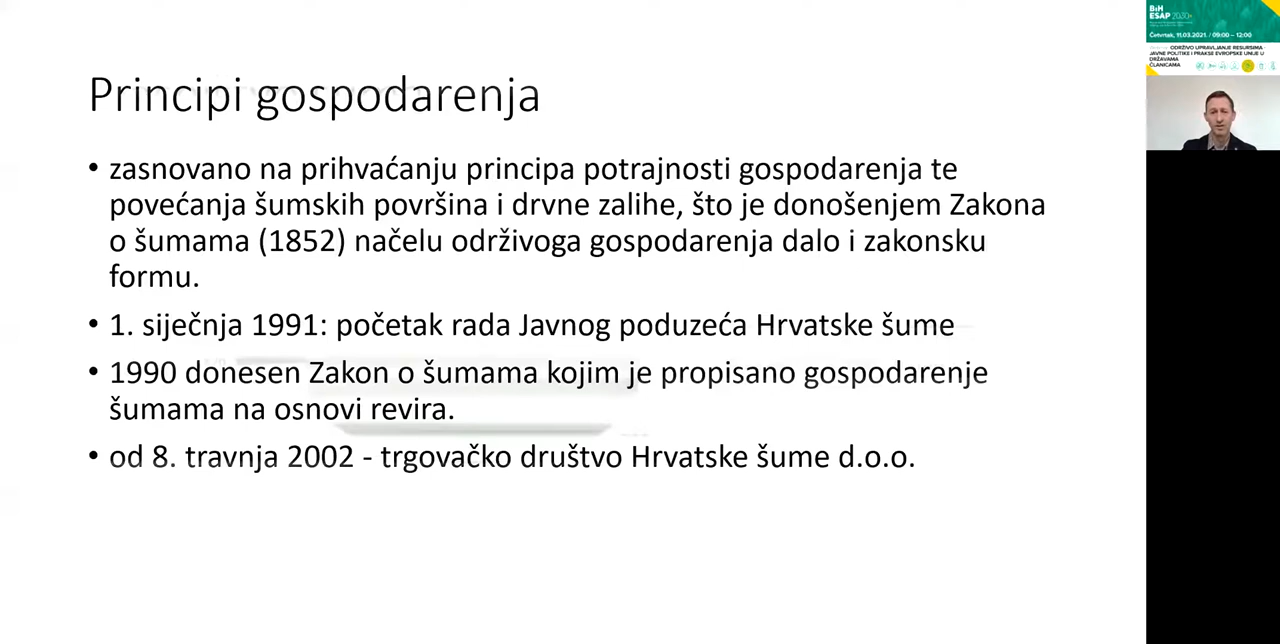 Principi gospodarenja
• zasnovano na prihvaćanju principa potrajnosti gospodarenja te
povećanja šumskih površina i drvne zalihe, što je donošenjem Zakona
o šumama (1852) načelu održivoga gospodarenja dalo i zakonsku
formu.
• 1. siječnja 1991: početak rada Javnog poduzeća Hrvatske šume
• 1990 donesen Zakon o šumama kojim je propisano gospodarenje
šumama na osnovi revira.
• od 8. travnja 2002 - trgovačko društvo Hrvatske šume d.o.o.
BiH
ESAP 2030+
Četvrtak, 11.03.2021. / 09:00 – 12:00
ODRŽIVO UPRAVLJANJE RESURSIMA -
JAVNE POLITIKE I PRAKSE EVROPSKE UNIJE U
DRŽAVAMA
ČLANICAMA